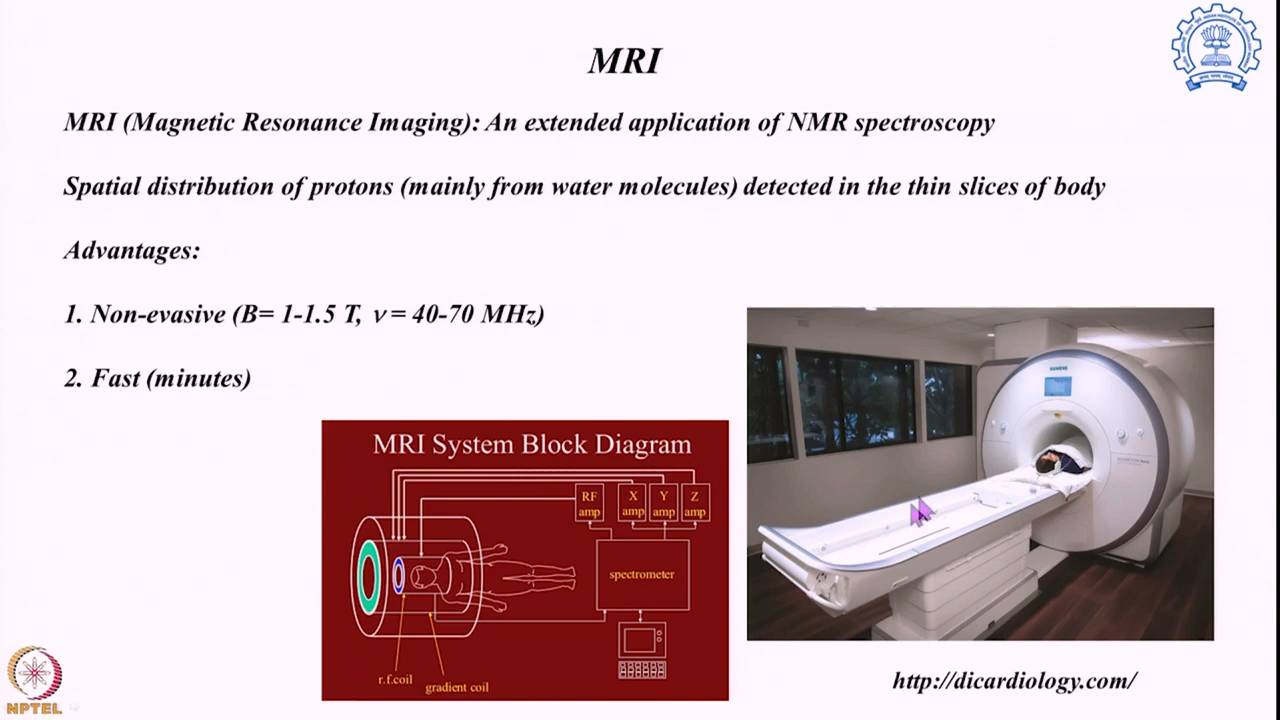 MRI
MRI (Magnetic Resonance Imaging): An extended application of NMR spectroscopy
Spatial distribution of protons (mainly from water molecules) detected in the thin slices of body
Advantages:
1. Non-evasive (B= 1-1.5 T, ν = 40-70 MHz)
2. Fast (minutes)
MRI System Block Diagram
RF amp
X amp
Y amp
Z amp
spectrometer
r.f.coil
gradient coil
SIEMENS
http://dicardiology.com/
NPTEL